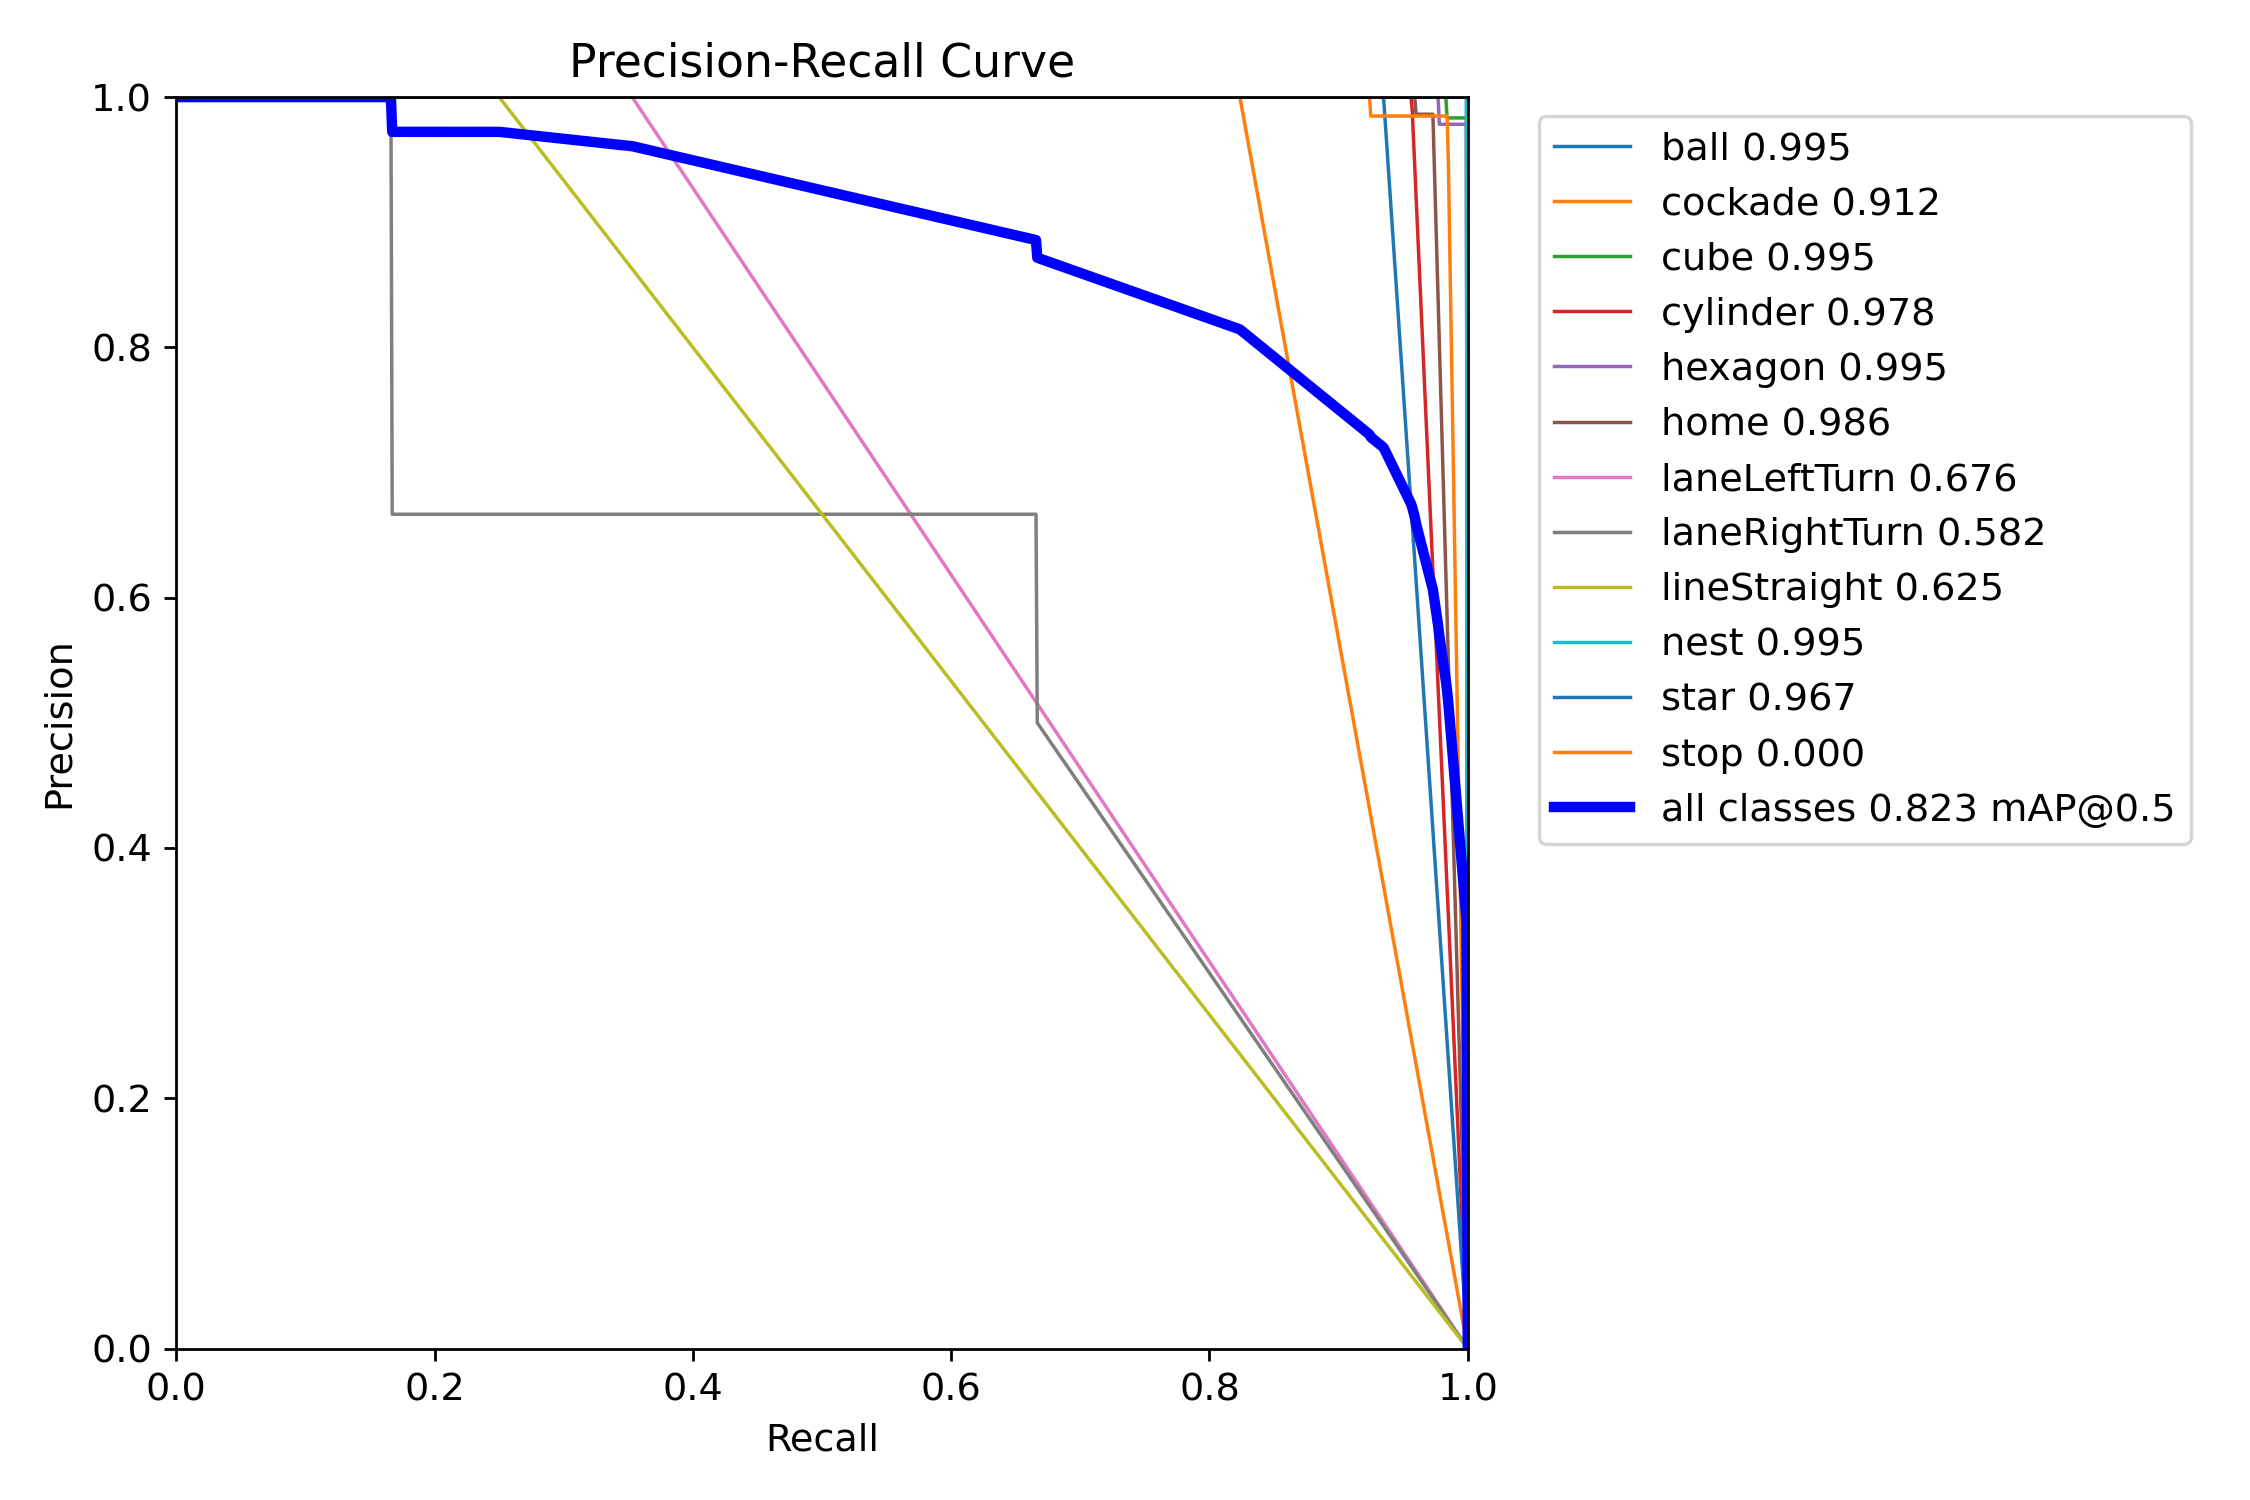 Precision-Recall Curve
1.0
0.8
0.6
0.4
0.2
0.0
Precision
0.0 0.2 0.4 0.6 0.8 1.0
Recall
ball 0.995
cockade 0.912
cube 0.995
cylinder 0.978
hexagon 0.995
home 0.986
laneLeftTurn 0.676
laneRightTurn 0.582
lineStraight 0.625
nest 0.995
star 0.967
stop 0.000
all classes 0.823 mAP@0.5